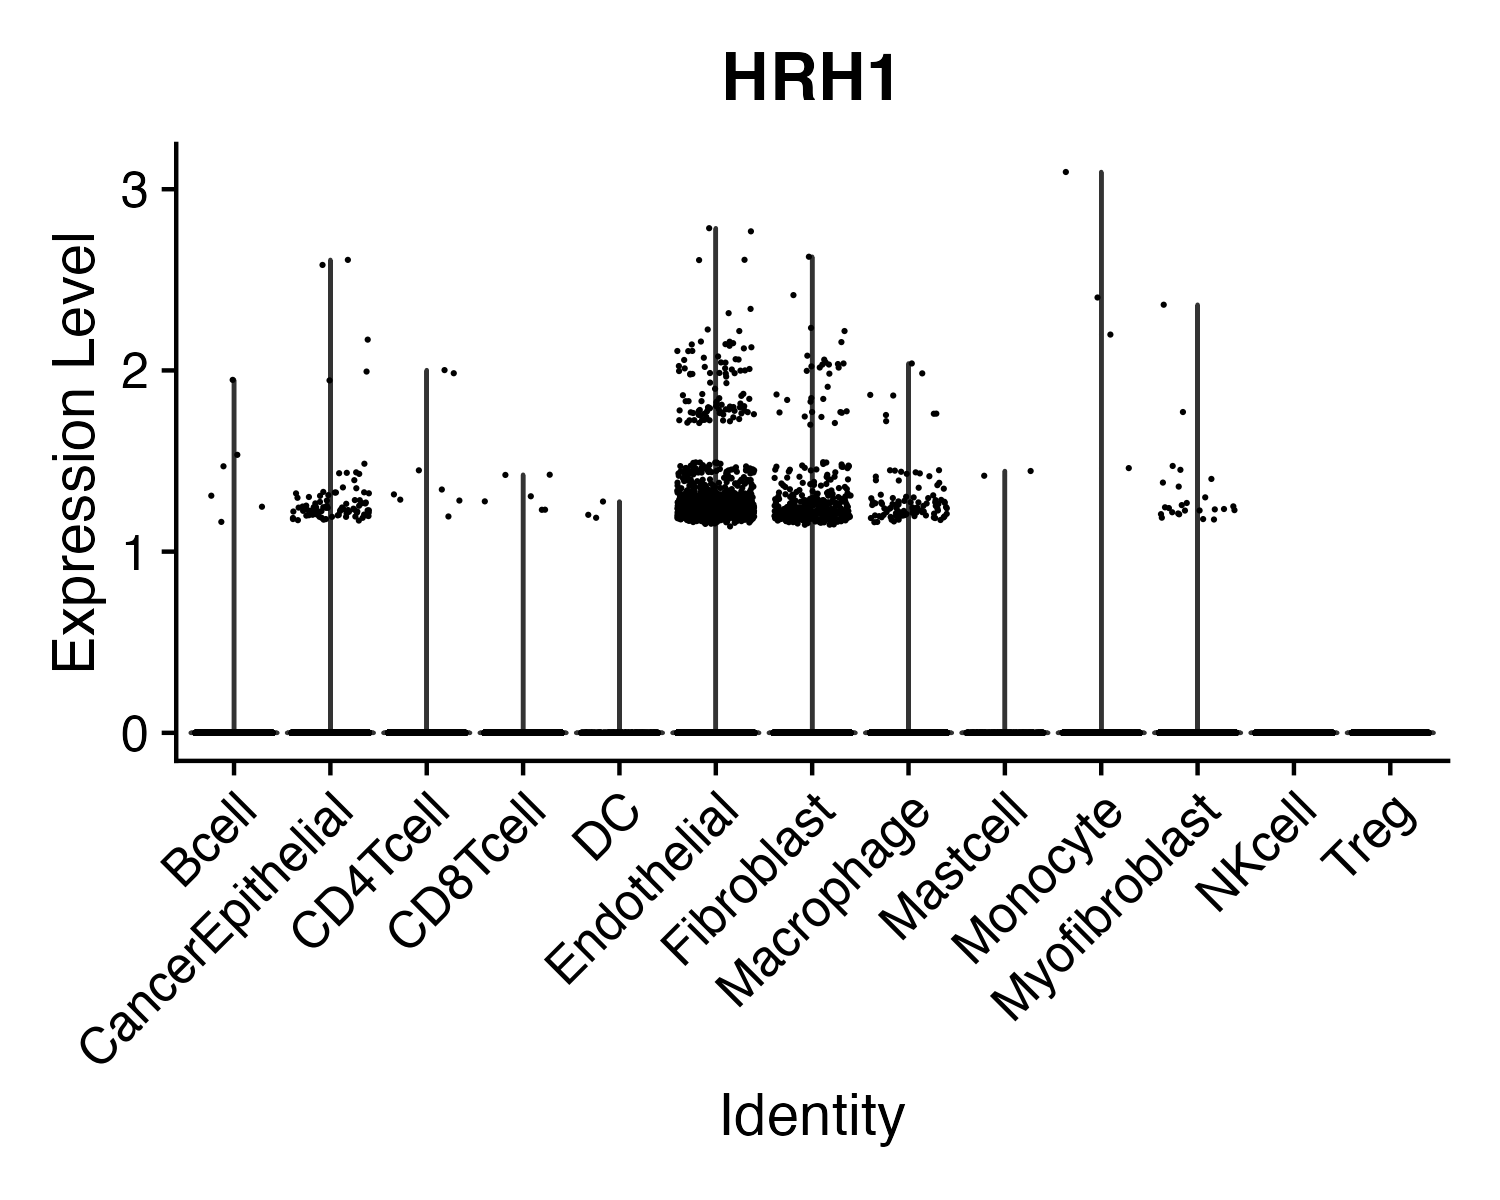 HRH1
Expression Level
3
2
1
0
Bcell
CancerEpithelial
CD4Tcell
CD8Tcell
DC
Endothelial
Fibroblast
Macrophage
Mastcell
Monocyte
Myofibroblast
NKcell
Treg
Identity